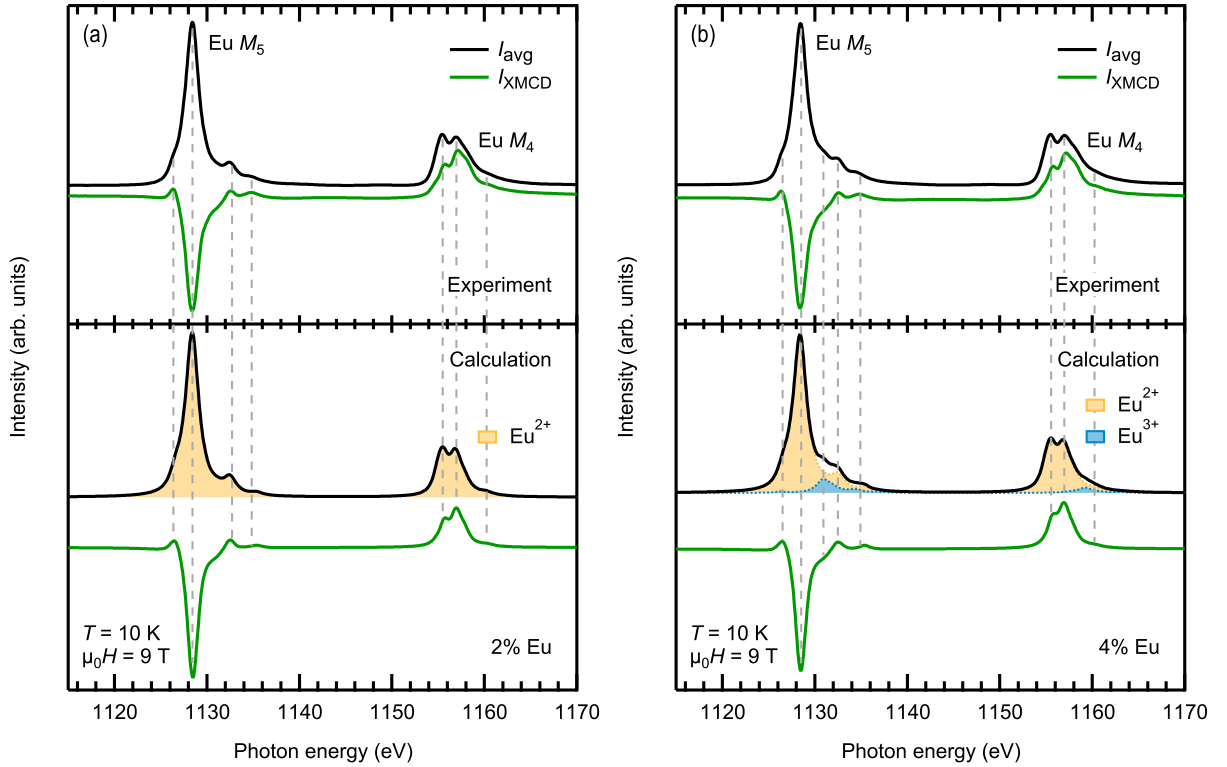 (a)
Eu M5
Iavg
IXMCD
Eu M4
Experiment
Calculation
Eu2+
T = 10 K
μ0H = 9 T
2% Eu
1120 1130 1140 1150 1160 1170
Photon energy (eV)
Intensity (arb. units)
(b)
Eu M5
Iavg
IXMCD
Eu M4
Experiment
Calculation
Eu2+
Eu3+
T = 10 K
μ0H = 9 T
4% Eu
1120 1130 1140 1150 1160 1170
Photon energy (eV)
Intensity (arb. units)